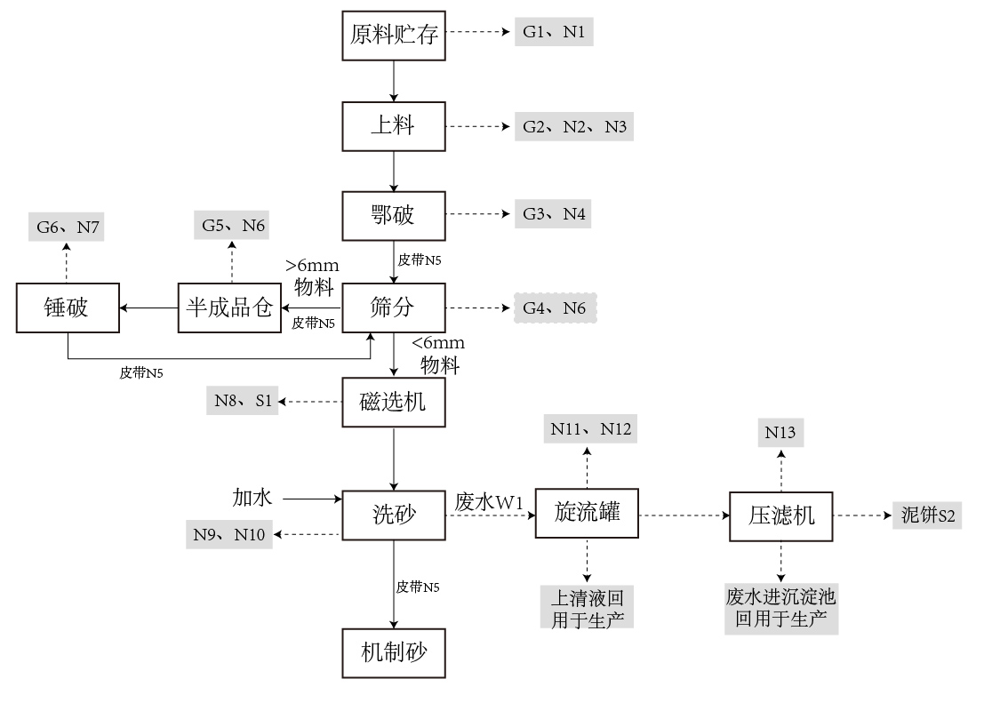 原料贮存
G1、N1
上料
G2、N2、N3
鄂破
G3、N4
皮带N5
G6、N7
G5、N6
>6mm
物料
锤破
半成品仓
皮带N5
筛分
G4、N6
皮带N5
<6mm
物料
N8、S1
磁选机
加水
洗砂
N9、N10
废水W1
N11、N12
旋流罐
上清液回
用于生产
N13
压滤机
泥饼S2
废水进沉淀池
回用于生产
皮带N5
机制砂